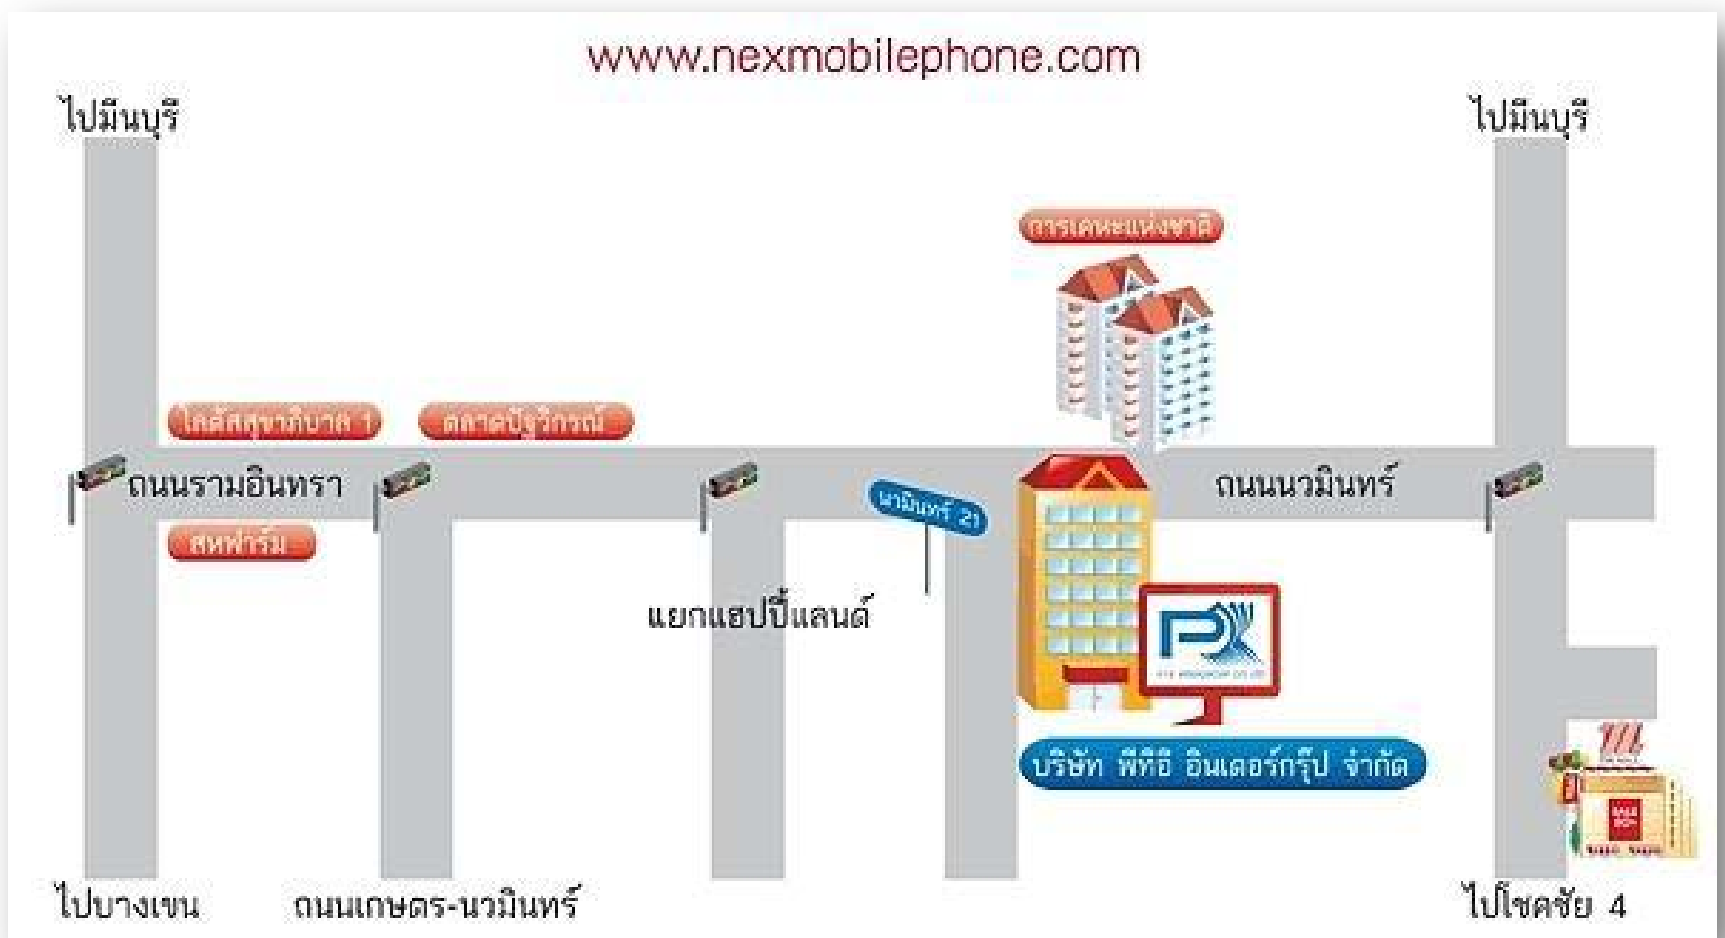 www.nexmobilephone.com
ไปมีนบุรี
ไปมีนบุรี
การเคหะแห่งชาติ
โลตัสสุขาภิบาล 1
ตลาดปัฐวิกรณ์
ถนนรามอินทรา
ถนนนวมินทร์
นามินทร์ 21
สหฟาร์ม
แยกแฮปปี้แลนด์
PX
บริษัท พีทีอี อินเตอร์กรุ๊ป จำกัด
ไปบางเขน
ถนนเกษตร-นวมินทร์
ไปโชคชัย 4